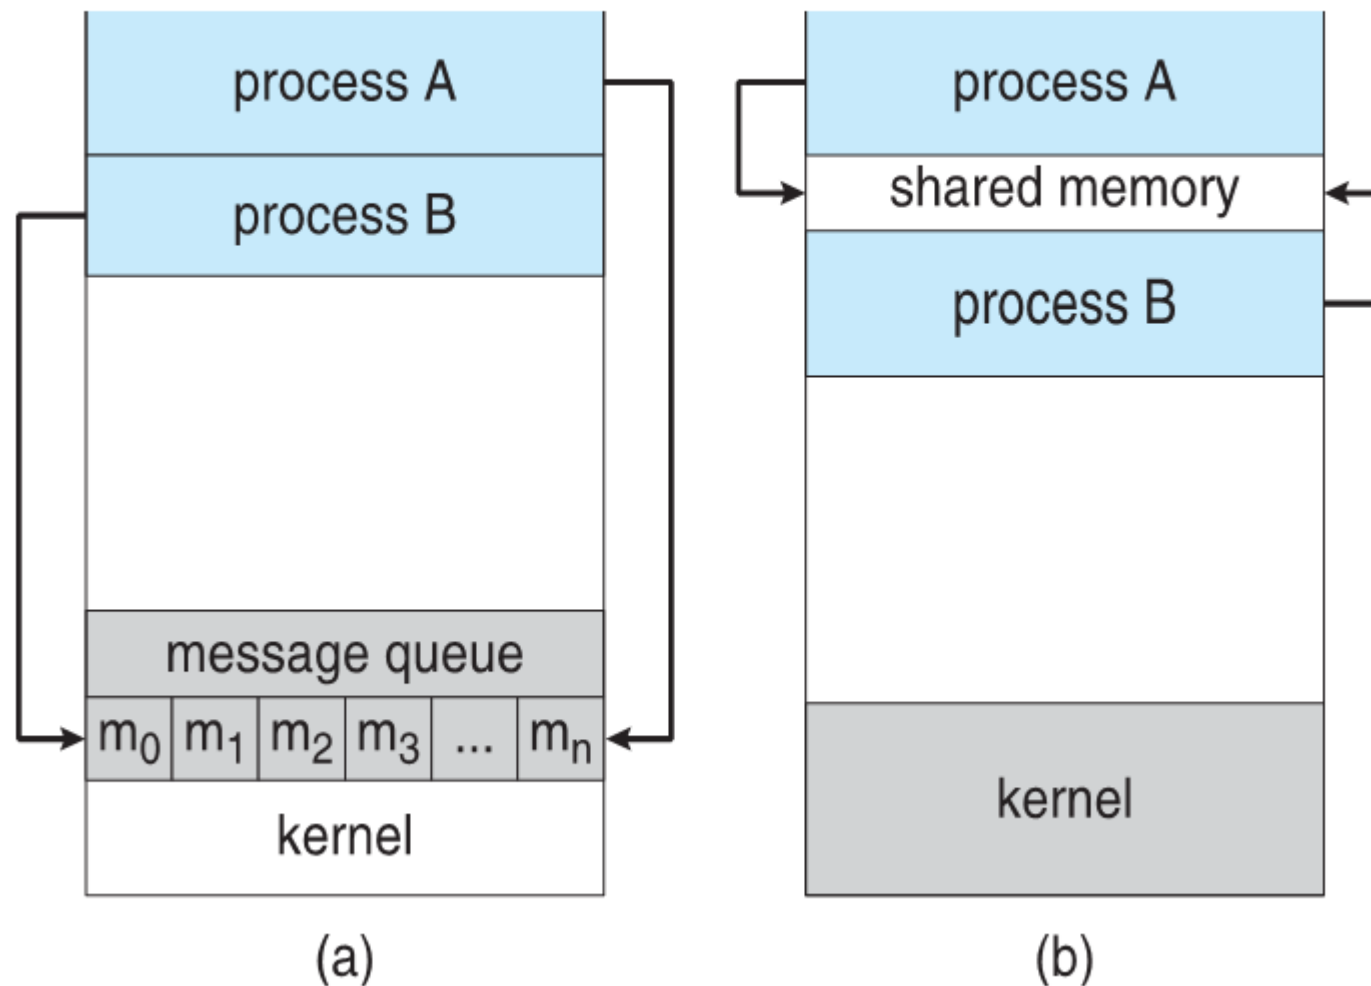 process A
process B
message queue
m₀ m₁ m₂ m₃ ... mₙ
kernel
(a)
process A
shared memory
process B
kernel
(b)